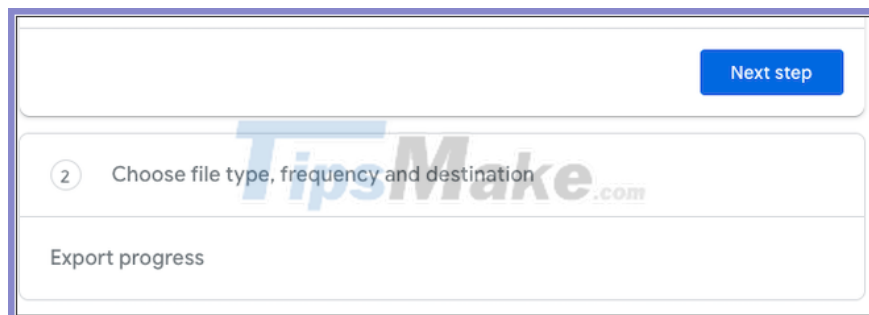 Next step
TipsMake.com
2 Choose file type, frequency and destination
Export progress